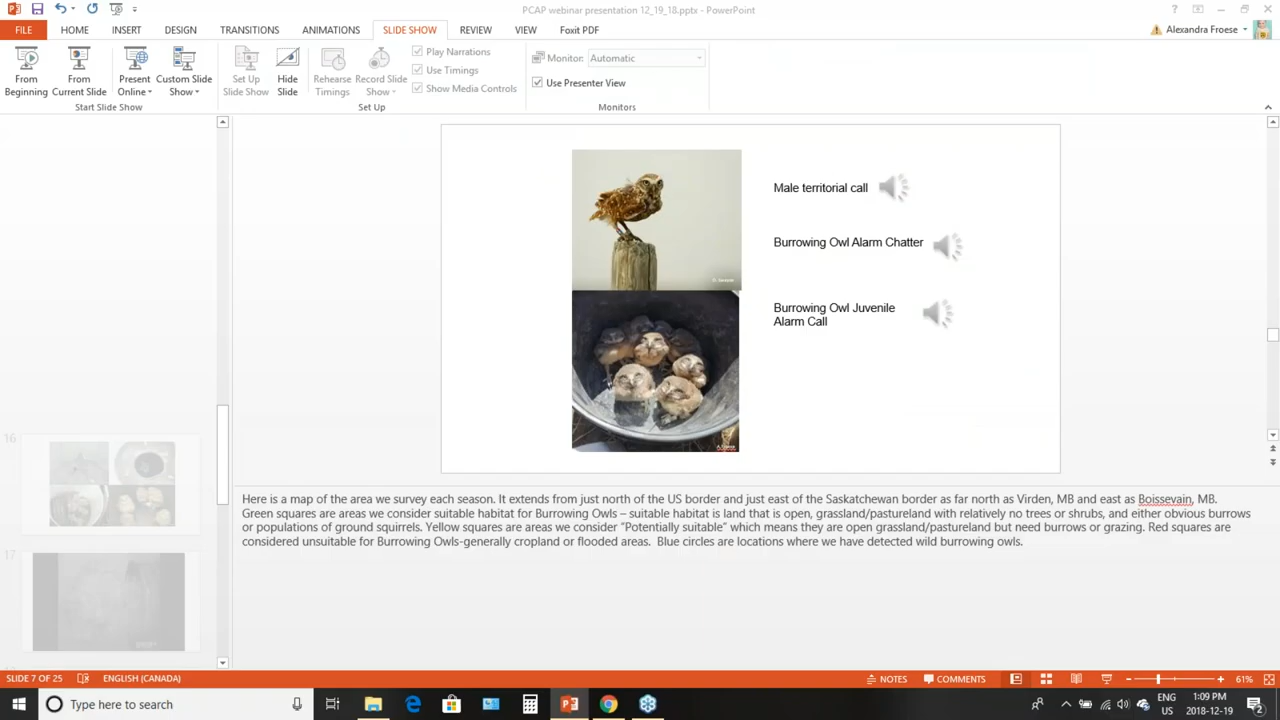 PCAP webinar presentation 12_19_18.pptx - PowerPoint
FILE HOME INSERT DESIGN TRANSITIONS ANIMATIONS SLIDE SHOW REVIEW VIEW Foxit PDF Alexandra Froese
From Beginning
From Current Slide
Present Online
Custom Slide Show
Start Slide Show
Set Up Slide Show
Hide Slide
Rehearse Timings
Record Slide Show
Play Narrations
Use Timings
Show Media Controls
Set Up
Monitor: Automatic
Use Presenter View
Monitors
Male territorial call
Burrowing Owl Alarm Chatter
Burrowing Owl Juvenile
Alarm Call
16
17
Here is a map of the area we survey each season. It extends from just north of the US border and just east of the Saskatchewan border as far north as Virden, MB and east as Boissevain, MB.
Green squares are areas we consider suitable habitat for Burrowing Owls – suitable habitat is land that is open, grassland/pastureland with relatively no trees or shrubs, and either obvious burrows
or populations of ground squirrels. Yellow squares are areas we consider “Potentially suitable” which means they are open grassland/pastureland but need burrows or grazing. Red squares are
considered unsuitable for Burrowing Owls-generally cropland or flooded areas. Blue circles are locations where we have detected wild burrowing owls.
SLIDE 7 OF 25 ENGLISH (CANADA) NOTES COMMENTS 61%
Type here to search
ENG
US
1:09 PM
2018-12-19
2